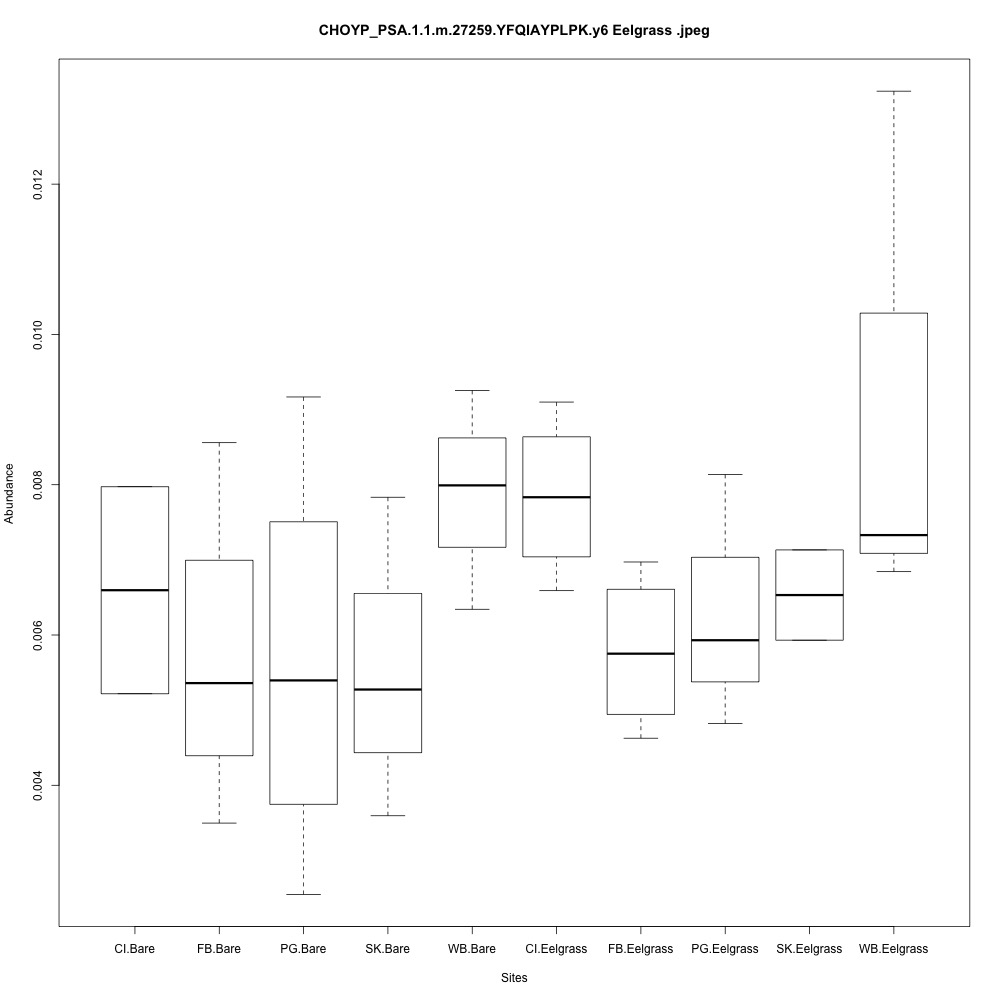 CHOYP_PSA.1.1.m.27259.YFQIAYPLPK.y6 Eelgrass .jpeg
0.012
0.010
0.008
0.006
0.004
Abundance
CI.Bare FB.Bare PG.Bare SK.Bare WB.Bare CI.Eelgrass FB.Eelgrass PG.Eelgrass SK.Eelgrass WB.Eelgrass
Sites